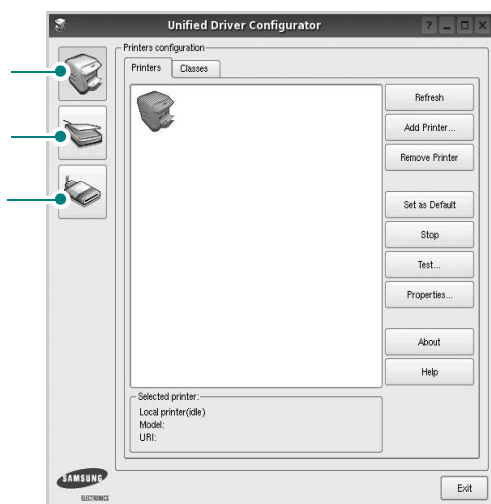 Unified Driver Configurator
Printers configuration
Printers
Classes
Refresh
Add Printer...
Remove Printer
Set as Default
Stop
Test...
Properties...
About
Help
Selected printer:
Local printer(idle)
Model:
URI:
SAMSUNG
ELECTRONICS
Exit